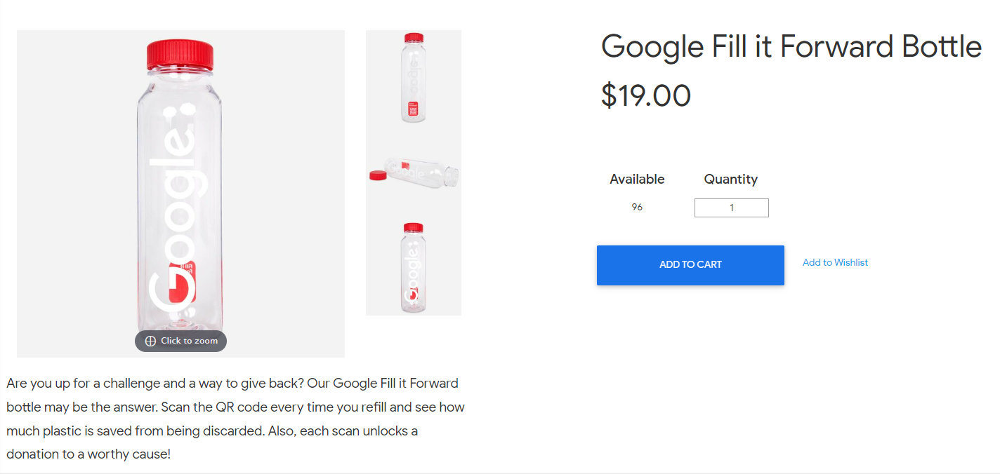 Google
Click to zoom
Are you up for a challenge and a way to give back? Our Google Fill it Forward
bottle may be the answer. Scan the QR code every time you refill and see how
much plastic is saved from being discarded. Also, each scan unlocks a
donation to a worthy cause!
Google
Google
Google
Google Fill it Forward Bottle
$19.00
Available
Quantity
96
1
ADD TO CART
Add to Wishlist